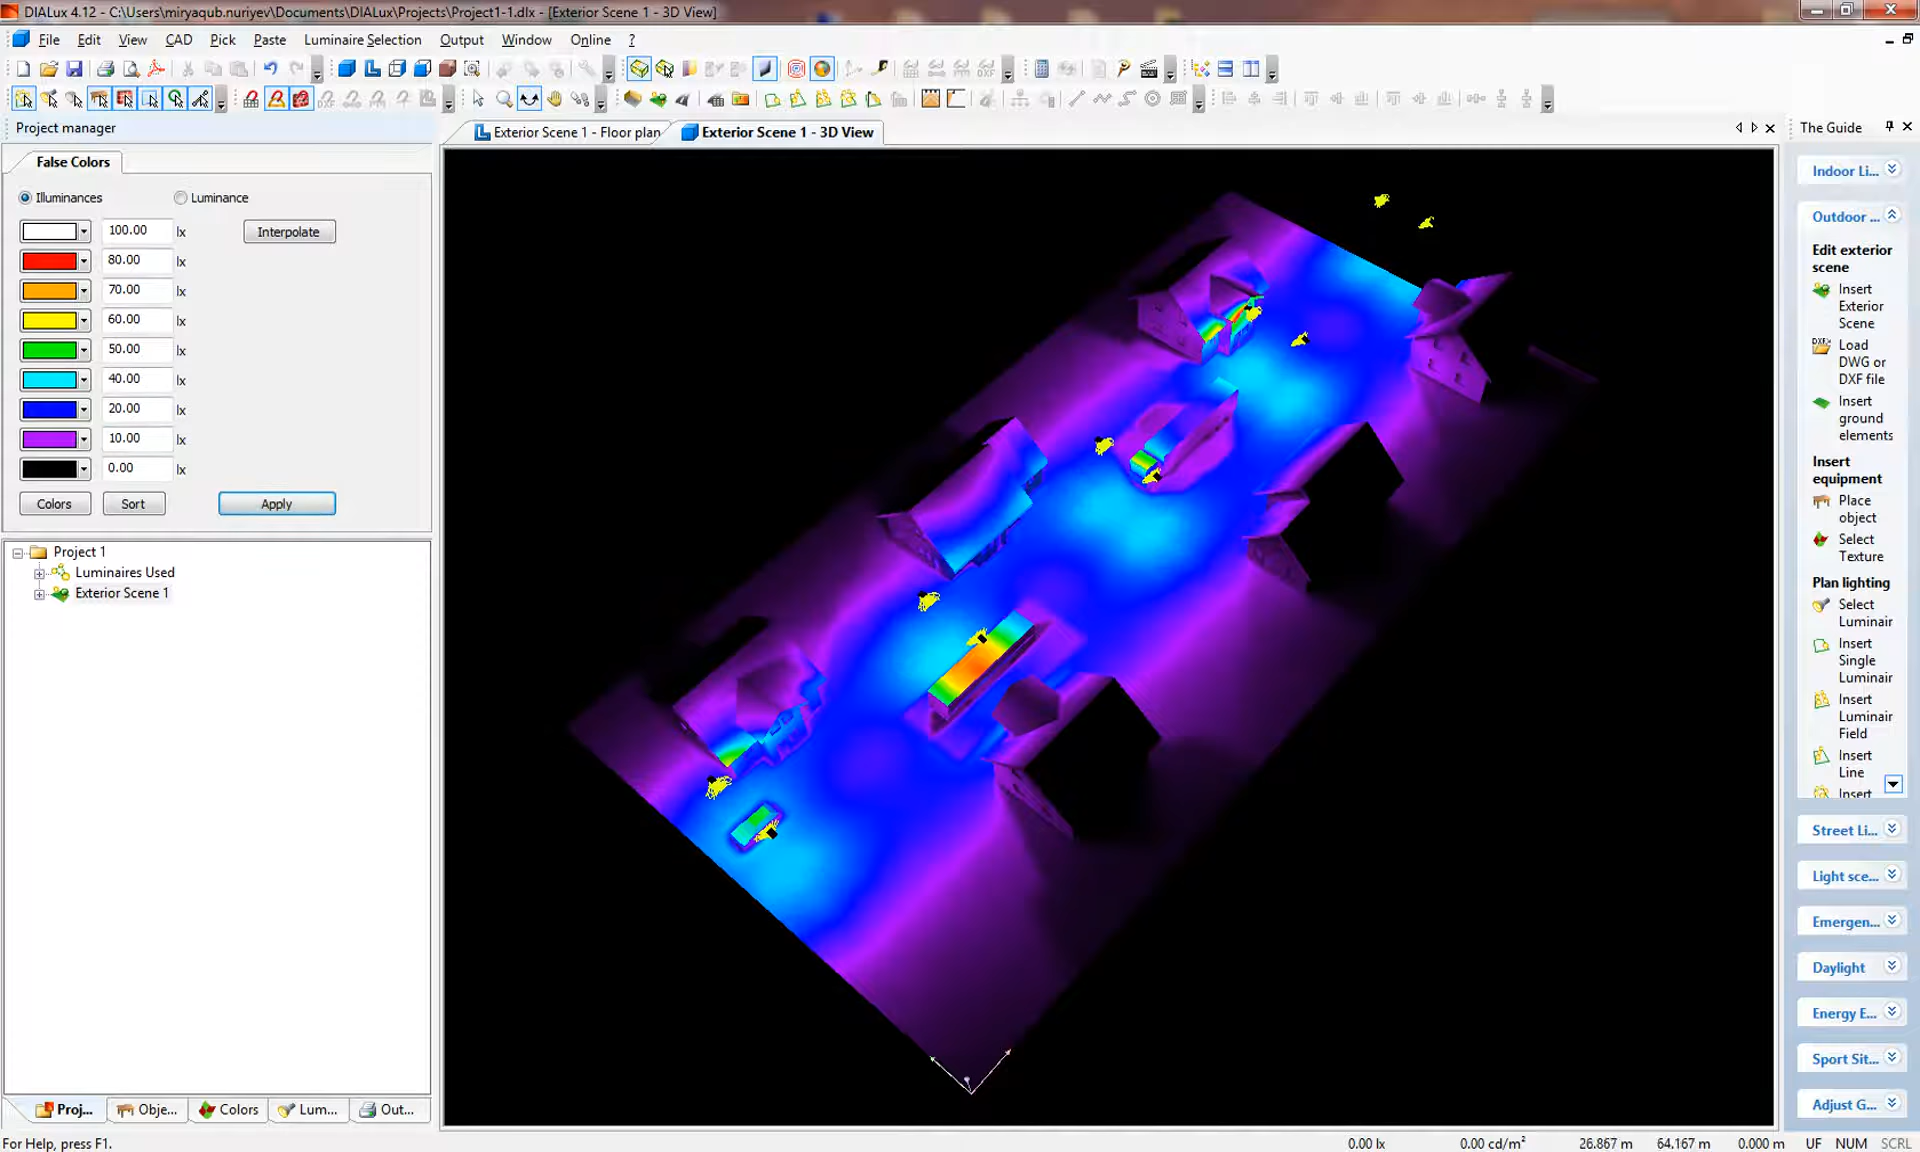 DIALux 4.12 - C:\Users\miryaqub.nuriyev\Documents\DIALux\Projects\Project1-1.dlx - [Exterior Scene 1 - 3D View]
File Edit View CAD Pick Paste Luminaire Selection Output Window Online ?
Project manager
Exterior Scene 1 - Floor plan
Exterior Scene 1 - 3D View
The Guide
False Colors
Illuminances Luminance
100.00 lx Interpolate
80.00 lx
70.00 lx
60.00 lx
50.00 lx
40.00 lx
20.00 lx
10.00 lx
0.00 lx
Colors Sort Apply
Project 1
Luminaires Used
Exterior Scene 1
Proj... Obje... Colors Lum... Out...
Indoor Li...
Outdoor ...
Edit exterior
scene
Insert
Exterior
Scene
DXF
Load
DWG or
DXF file
Insert
ground
elements
Insert
equipment
Place
object
Select
Texture
Plan lighting
Select
Luminair
Insert
Single
Luminair
Insert
Luminair
Field
Insert
Line
Insert
Street Li...
Light sce...
Emergen...
Daylight
Energy E...
Sport Sit...
Adjust G...
For Help, press F1.
0.00 lx 0.00 cd/m² 26.867 m 64.167 m 0.000 m UF NUM SCRL